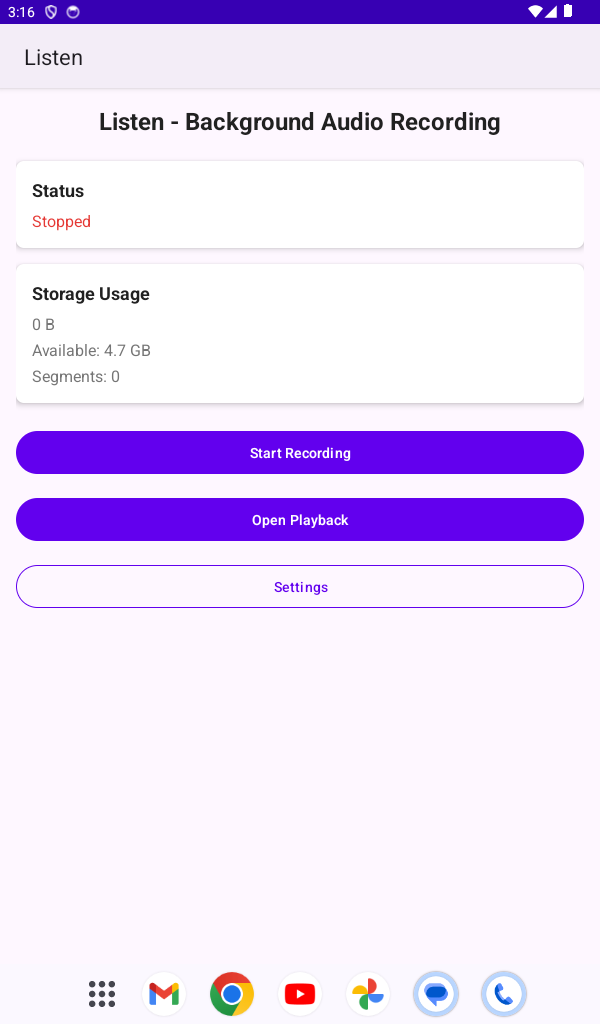 3:16
Listen
Listen - Background Audio Recording
Status
Stopped
Storage Usage
0 B
Available: 4.7 GB
Segments: 0
Start Recording
Open Playback
Settings